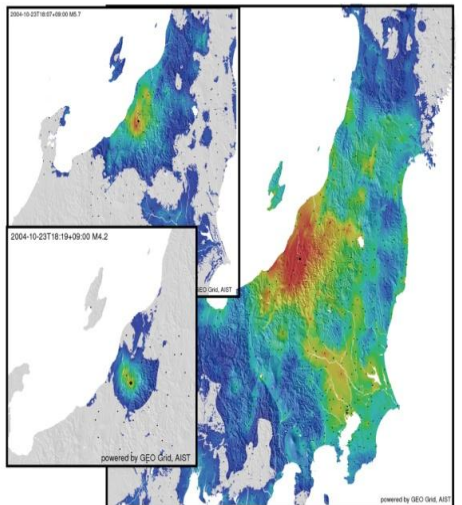 2004-10-23T18:07+09:00 M5.7
GEO Grid, AIST
2004-10-23T18:19+09:00 M4.2
powered by GEO Grid, AIST
powered by GEO Grid, AIST